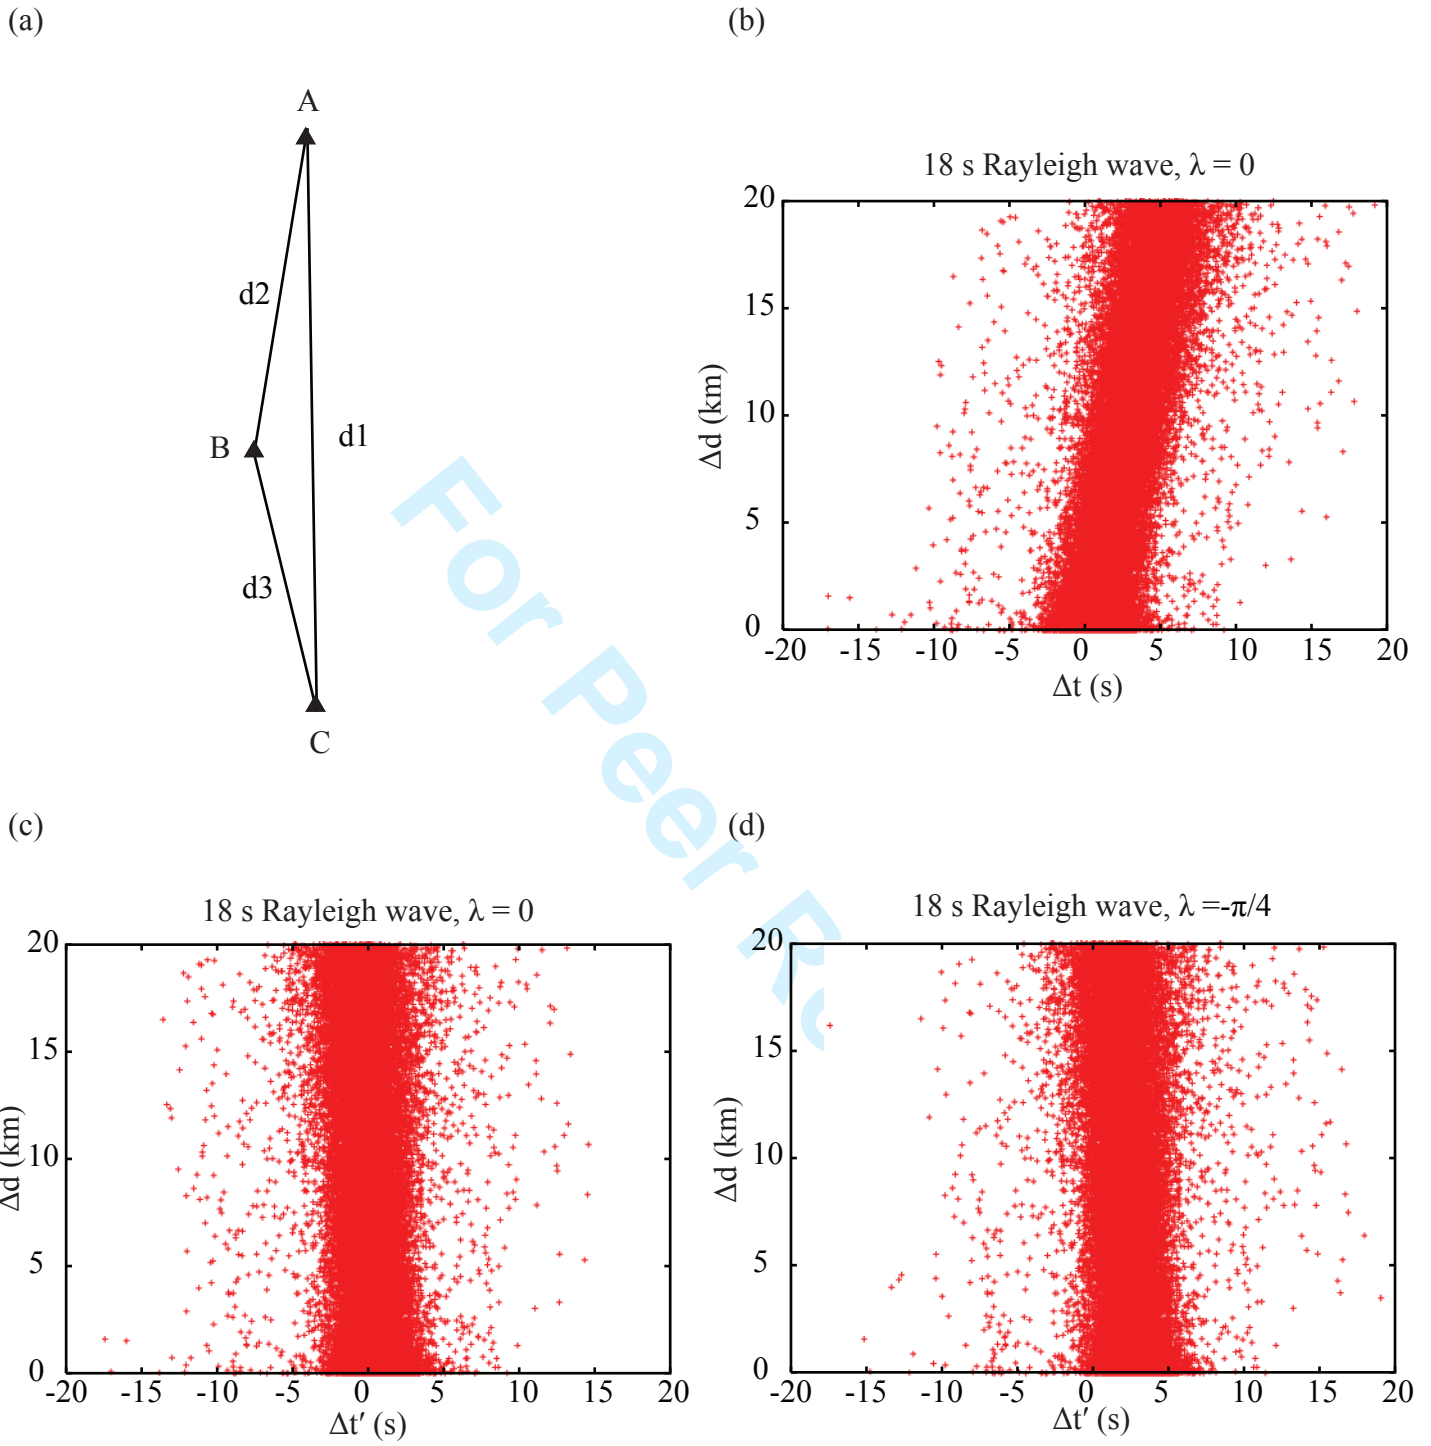 (a)
A
d2
B
d1
d3
C
(b)
18 s Rayleigh wave, λ = 0
20
15
10
5
0
Δd (km)
-20 -15 -10 -5 0 5 10 15 20
Δt (s)
For Peer Re
(c)
18 s Rayleigh wave, λ = 0
20
15
10
5
0
Δd (km)
-20 -15 -10 -5 0 5 10 15 20
Δt′ (s)
(d)
18 s Rayleigh wave, λ =-π/4
20
15
10
5
0
Δd (km)
-20 -15 -10 -5 0 5 10 15 20
Δt′ (s)